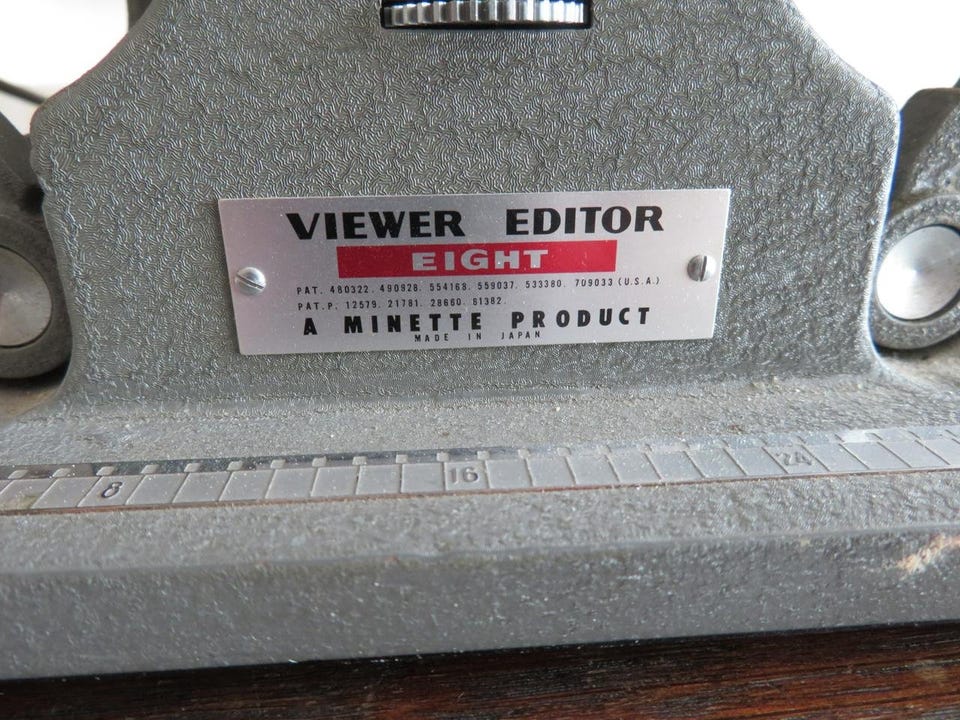 VIEWER EDITOR
EIGHT
PAT. 480322. 490928. 554168. 559037. 533380. 709033 (U.S.A.)
PAT.P. 12579. 21781. 28660. 81382.
A MINETTE PRODUCT
MADE IN JAPAN
8 16 24